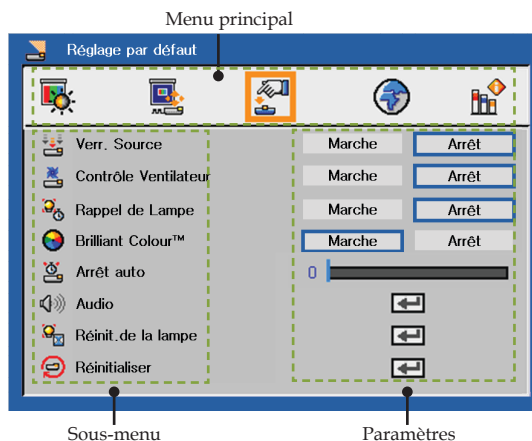 Menu principal
Réglage par défaut
Verr. Source Marche Arrêt
Contrôle Ventilateur Marche Arrêt
Rappel de Lampe Marche Arrêt
Brilliant Colour™ Marche Arrêt
Arrêt auto 0
Audio
Réinit.de la lampe
Réinitialiser
Sous-menu Paramètres